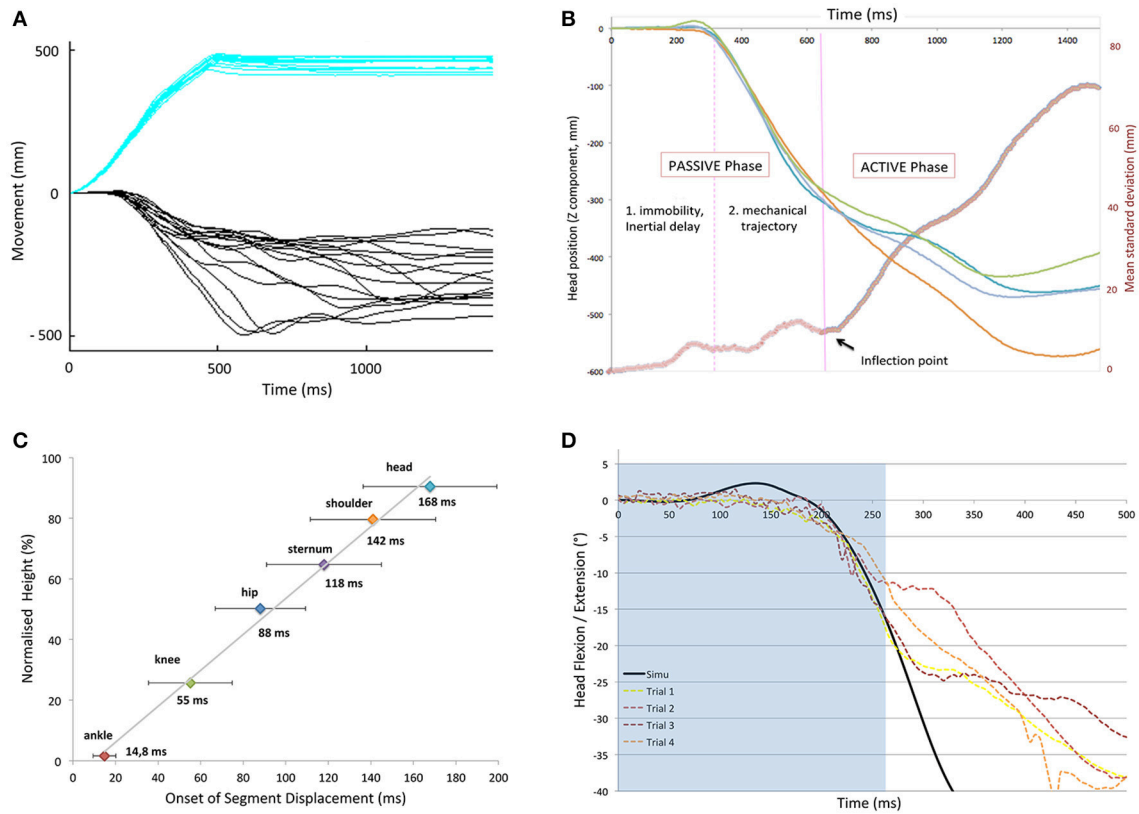 A
500
0
- 500
Movement (mm)
0
500
1000
Time (ms)
B
Time (ms)
0
200
400
600
800
1000
1200
1400
0
-100
-200
-300
-400
-500
-600
Head position (Z component, mm)
80
60
40
20
0
Mean standard deviation (mm)
PASSIVE Phase
ACTIVE Phase
1. immobility,
Inertial delay
2. mechanical
trajectory
Inflection point
C
100
80
60
40
20
0
Normalised Height (%)
head
168 ms
shoulder
142 ms
sternum
118 ms
hip
88 ms
knee
55 ms
ankle
14,8 ms
0
20
40
60
80
100
120
140
160
180
200
Onset of Segment Displacement (ms)
D
5
0
-5
-10
-15
-20
-25
-30
-35
-40
Head Flexion / Extension (°)
0
50
100
150
200
250
300
350
400
450
500
Simu
Trial 1
Trial 2
Trial 3
Trial 4
Time (ms)